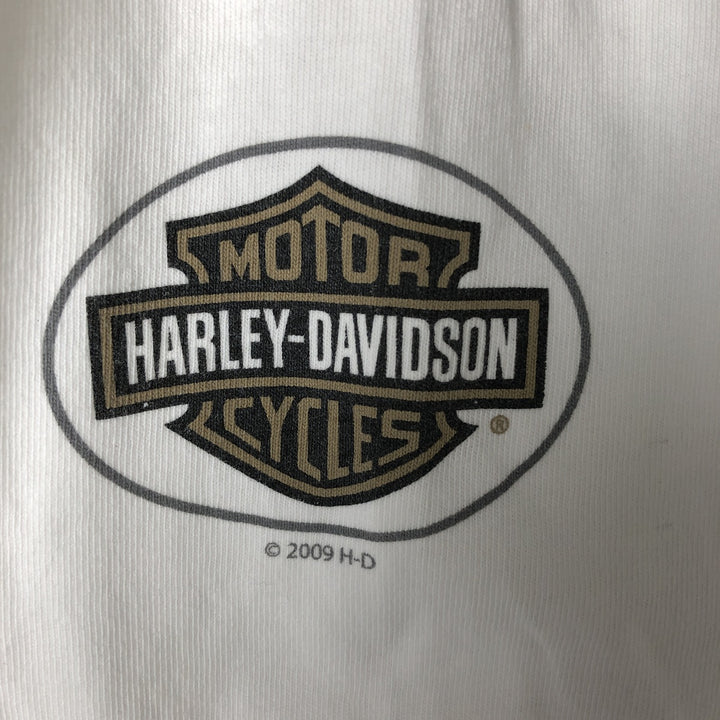 MOTOR
HARLEY-DAVIDSON
CYCLES
®
© 2009 H-D